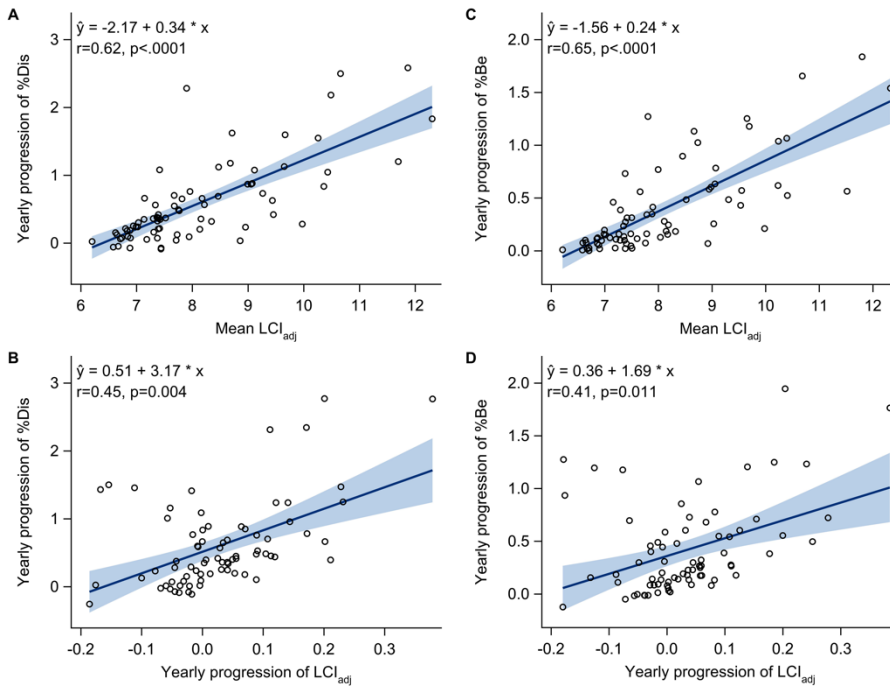 A
ŷ = -2.17 + 0.34 * x
r=0.62, p<.0001
Yearly progression of %Dis
3
2
1
0
6 7 8 9 10 11 12
Mean LCIadj
C
ŷ = -1.56 + 0.24 * x
r=0.65, p<.0001
Yearly progression of %Be
2.0
1.5
1.0
0.5
0.0
6 7 8 9 10 11 12
Mean LCIadj
B
ŷ = 0.51 + 3.17 * x
r=0.45, p=0.004
Yearly progression of %Dis
3
2
1
0
-0.2 -0.1 0.0 0.1 0.2 0.3
Yearly progression of LCIadj
D
ŷ = 0.36 + 1.69 * x
r=0.41, p=0.011
Yearly progression of %Be
2.0
1.5
1.0
0.5
0.0
-0.2 -0.1 0.0 0.1 0.2 0.3
Yearly progression of LCIadj